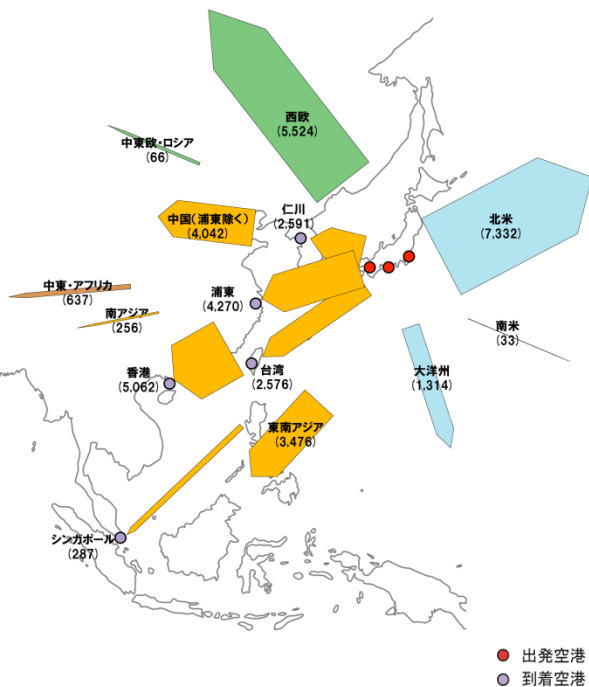 西欧
(5,524)
中東欧・ロシア
(66)
仁川
(2,591)
中国(浦東除く)
(4,042)
北米
(7,332)
中東・アフリカ
(637)
浦東
(4,270)
南アジア
(256)
南米
(33)
香港
(5,062)
台湾
(2,576)
大洋州
(1,314)
東南アジア
(3,476)
シンガポール
(287)
出発空港
到着空港